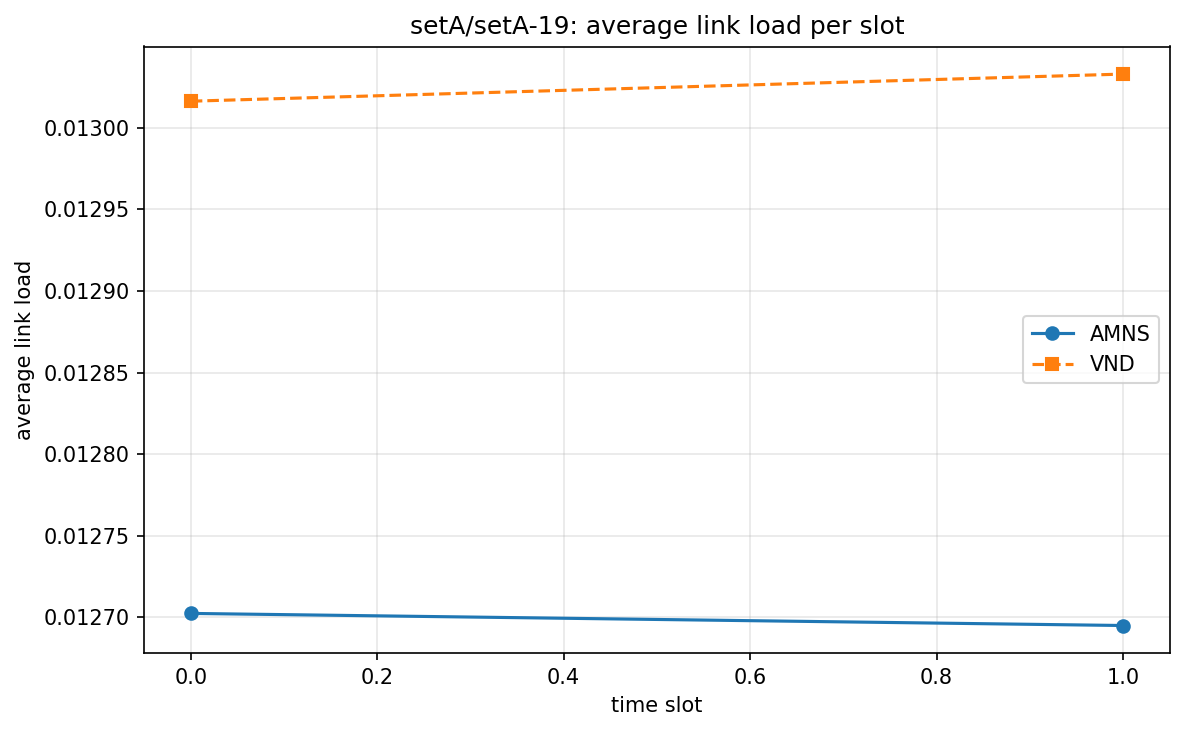 setA/setA-19: average link load per slot
0.01300
0.01295
0.01290
0.01285
0.01280
0.01275
0.01270
average link load
AMNS
VND
0.0 0.2 0.4 0.6 0.8 1.0
time slot